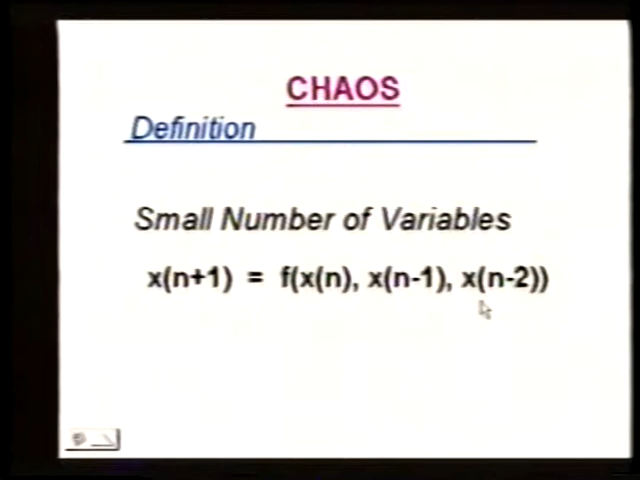 CHAOS
Definition
Small Number of Variables
x(n+1) = f(x(n), x(n-1), x(n-2))